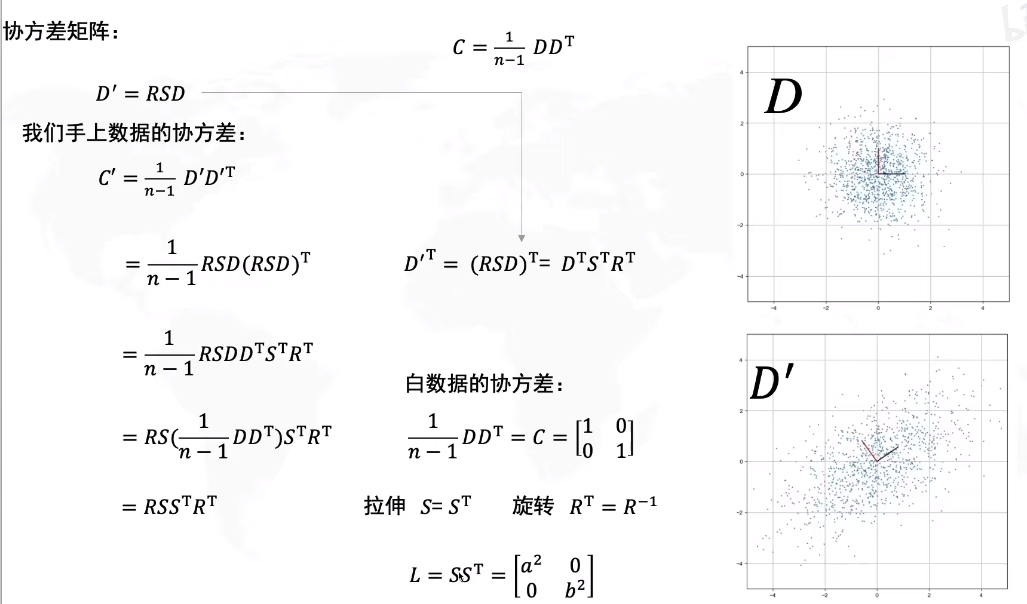 协方差矩阵：
C = \frac{1}{n-1} DD^T
D' = RSD
我们手上数据的协方差：
C' = \frac{1}{n-1} D'D'^T
= \frac{1}{n-1} RSD(RSD)^T
D'^T = (RSD)^T= D^T S^T R^T
= \frac{1}{n-1} RSDD^T S^T R^T
白数据的协方差：
= RS(\frac{1}{n-1} DD^T)S^T R^T
\frac{1}{n-1} DD^T = C = \begin{bmatrix} 1 & 0 \\ 0 & 1 \end{bmatrix}
= RSS^T R^T
拉伸 S= S^T 旋转 R^T = R^{-1}
L = SS^T = \begin{bmatrix} a^2 & 0 \\ 0 & b^2 \end{bmatrix}
D
4
2
0
-2
-4
-4 -2 0 2 4
D'
4
2
0
-2
-4
-4 -2 0 2 4